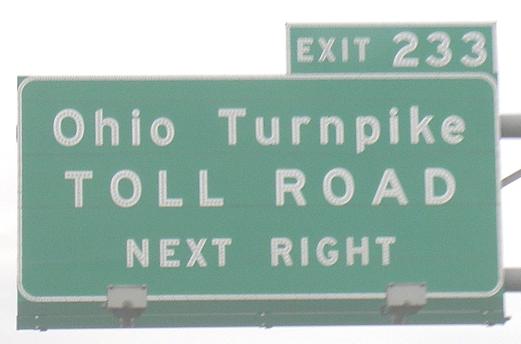 EXIT 233
Ohio Turnpike
TOLL ROAD
NEXT RIGHT